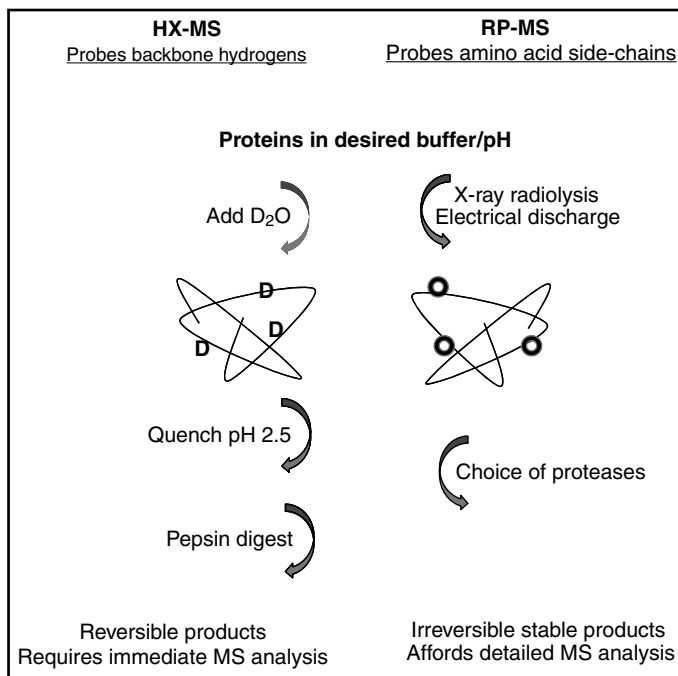 HX-MS
Probes backbone hydrogens
RP-MS
Probes amino acid side-chains
Proteins in desired buffer/pH
Add D₂O
X-ray radiolysis
Electrical discharge
D
D
D
Quench pH 2.5
Choice of proteases
Pepsin digest
Reversible products
Requires immediate MS analysis
Irreversible stable products
Affords detailed MS analysis